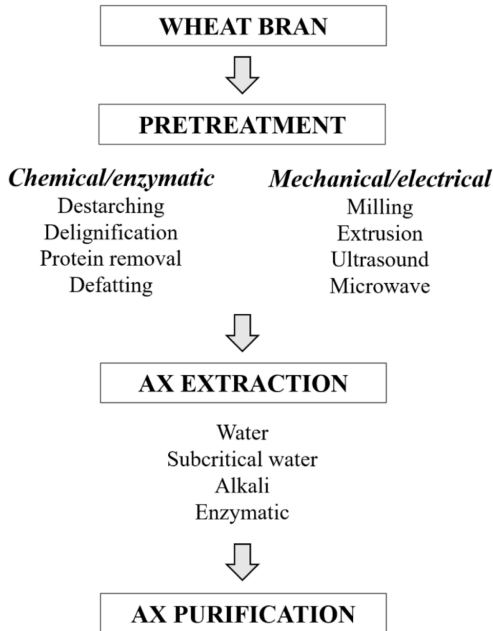 WHEAT BRAN
PRETREATMENT
Chemical/enzymatic
Destarching
Delignification
Protein removal
Defatting
Mechanical/electrical
Milling
Extrusion
Ultrasound
Microwave
AX EXTRACTION
Water
Subcritical water
Alkali
Enzymatic
AX PURIFICATION